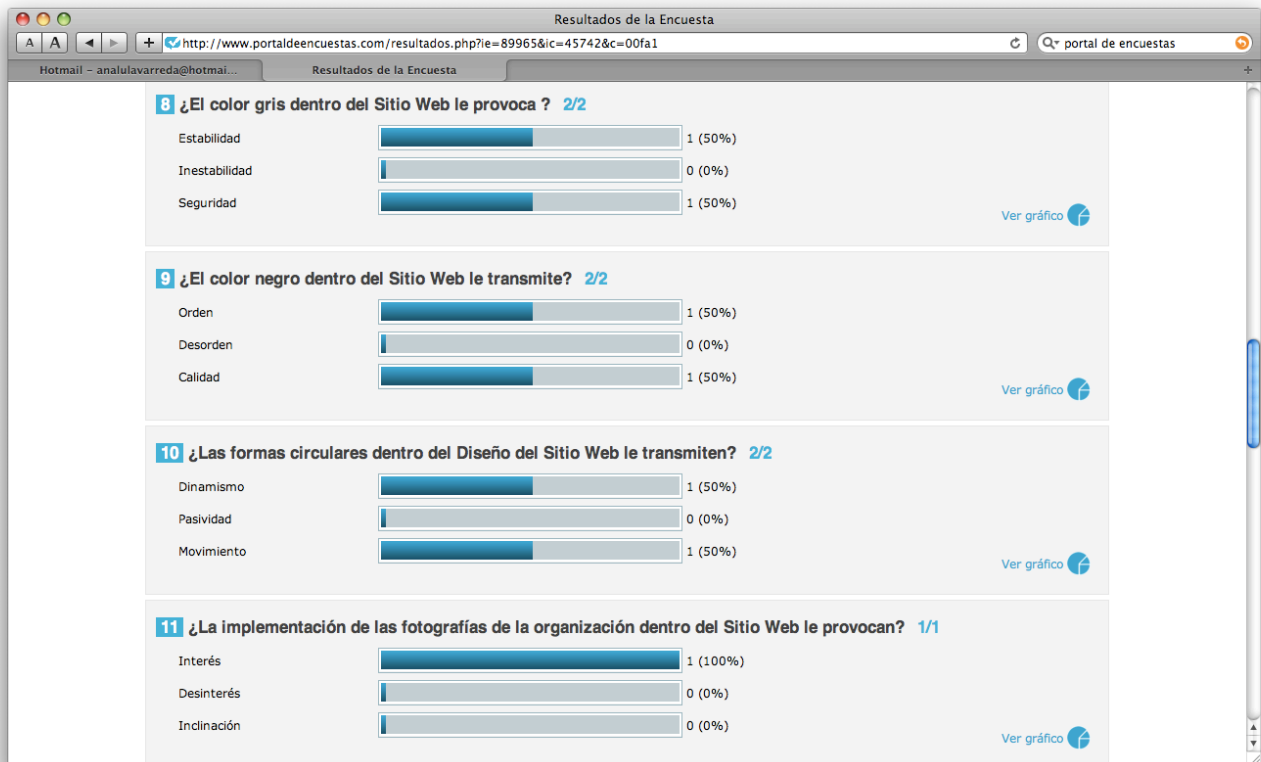 Resultados de la Encuesta
A A + http://www.portaldeencuestas.com/resultados.php?ie=89965&ic=45742&c=00fa1 portal de encuestas
Hotmail – analulavarreda@hotmai... Resultados de la Encuesta +
8 ¿El color gris dentro del Sitio Web le provoca ? 2/2
Estabilidad 1 (50%)
Inestabilidad 0 (0%)
Seguridad 1 (50%)
Ver gráfico
9 ¿El color negro dentro del Sitio Web le transmite? 2/2
Orden 1 (50%)
Desorden 0 (0%)
Calidad 1 (50%)
Ver gráfico
10 ¿Las formas circulares dentro del Diseño del Sitio Web le transmiten? 2/2
Dinamismo 1 (50%)
Pasividad 0 (0%)
Movimiento 1 (50%)
Ver gráfico
11 ¿La implementación de las fotografías de la organización dentro del Sitio Web le provocan? 1/1
Interés 1 (100%)
Desinterés 0 (0%)
Inclinación 0 (0%)
Ver gráfico